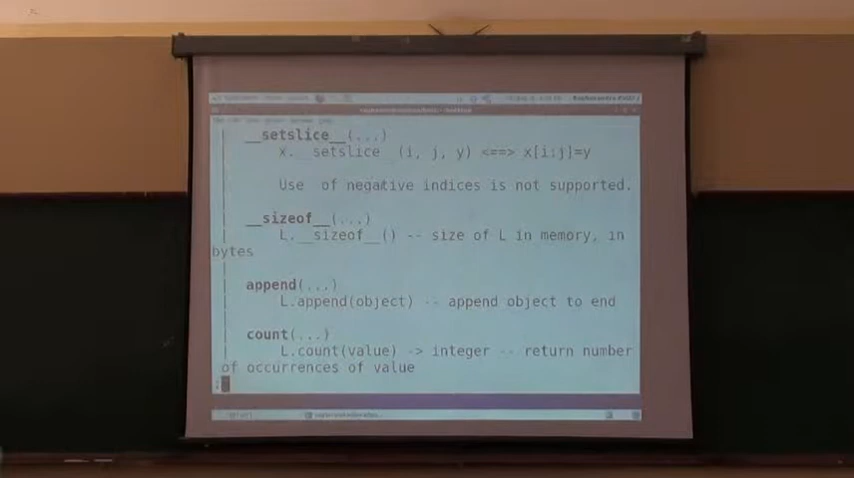 __setslice__(...)
x.__setslice__(i, j, y) <==> x[i:j]=y
Use  of negative indices is not supported.
__sizeof__(...)
L.__sizeof__() -- size of L in memory, in
bytes
append(...)
L.append(object) -- append object to end
count(...)
L.count(value) -> integer -- return number
of occurrences of value
: